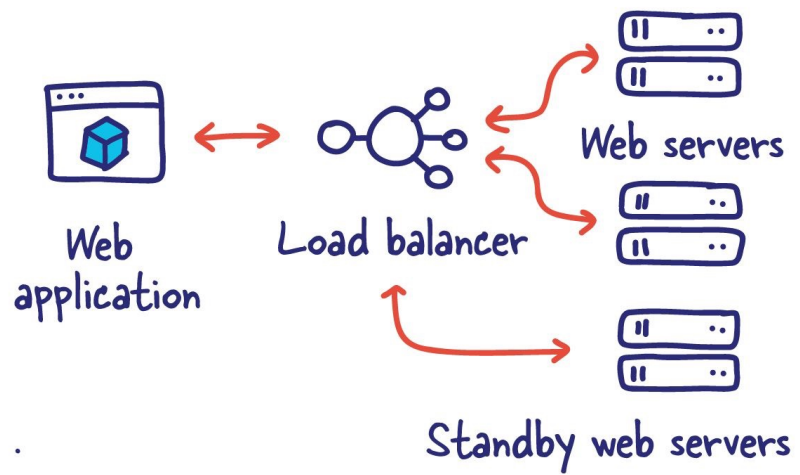 Web servers
Web
application
Load balancer
Standby web servers